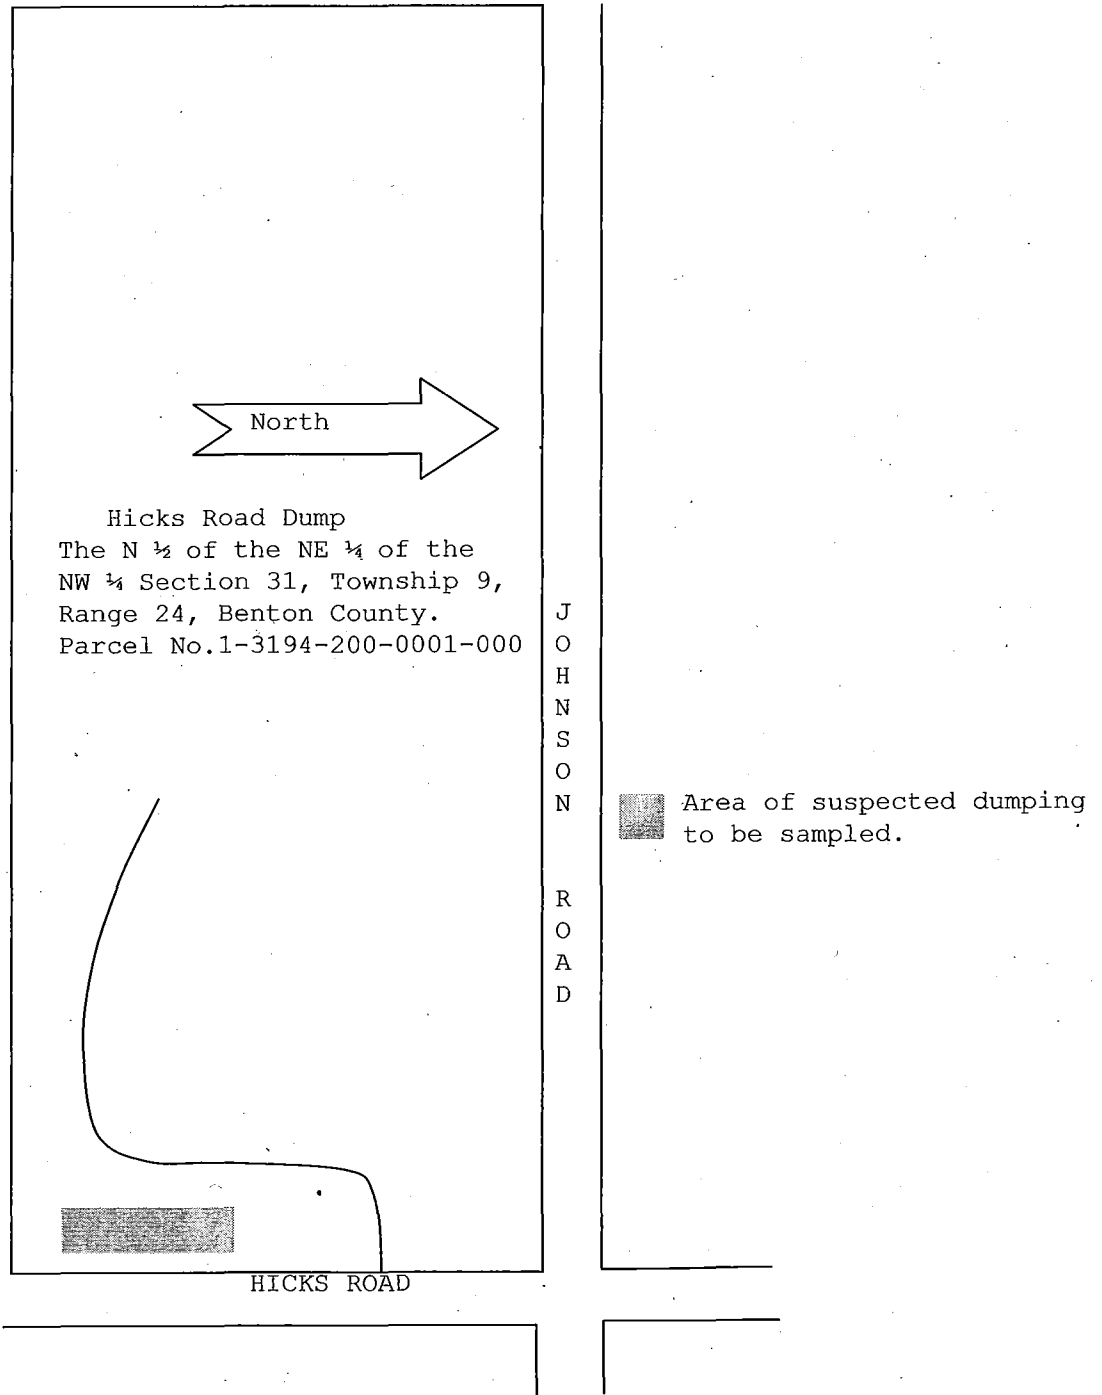 North
Hicks Road Dump
The N ½ of the NE ¼ of the
NW ¼ Section 31, Township 9,
Range 24, Benton County.
Parcel No.1-3194-200-0001-000
JOHNSON ROAD
Area of suspected dumping
to be sampled.
HICKS ROAD